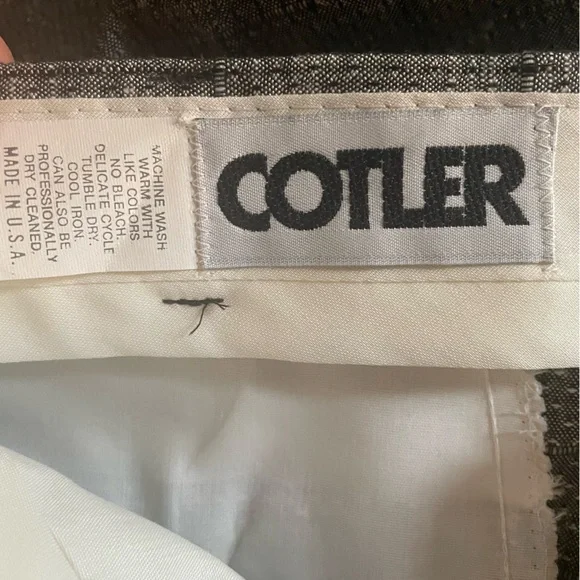 COTLER
MACHINE WASH
WARM WITH
LIKE COLORS
NO BLEACH.
DELICATE CYCLE
TUMBLE DRY.
COOL IRON.
CAN ALSO BE
PROFESSIONALLY
DRY CLEANED.
MADE IN U.S.A.